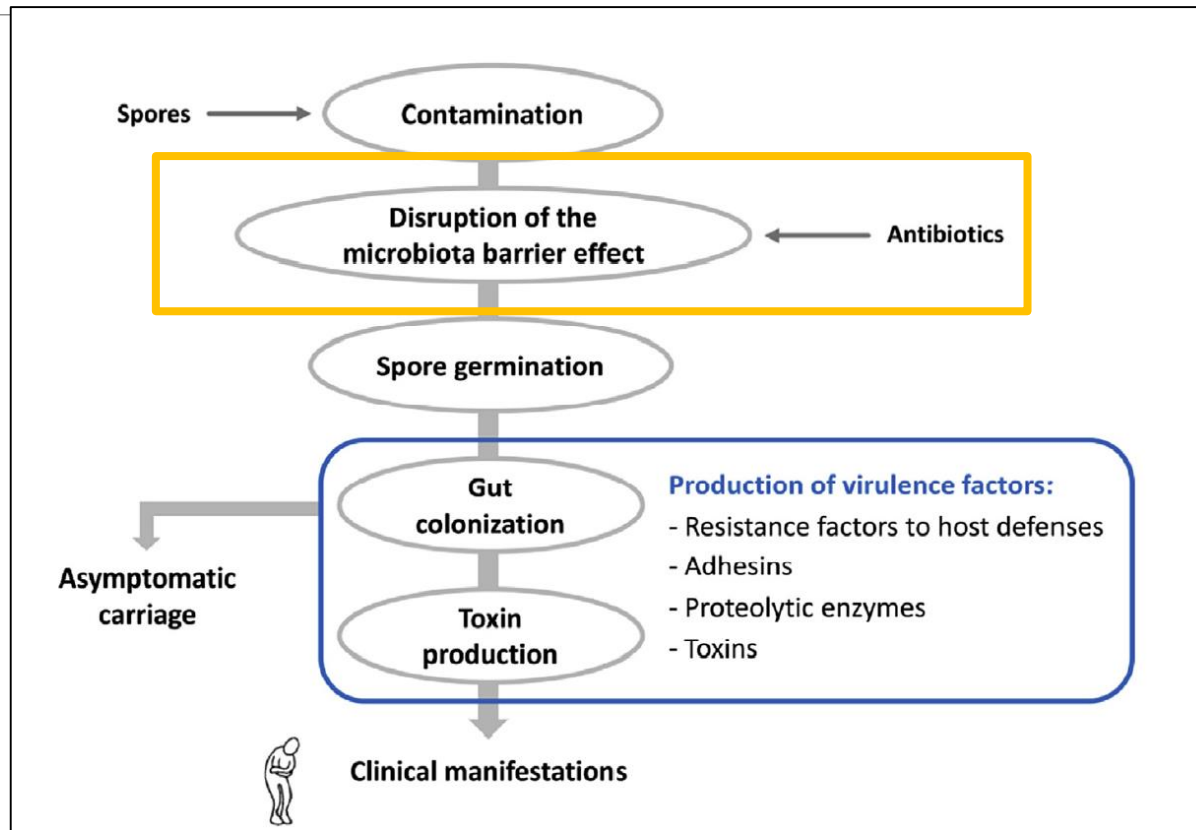 Spores
Contamination
Disruption of the
microbiota barrier effect
Antibiotics
Spore germination
Gut
colonization
Production of virulence factors:
- Resistance factors to host defenses
- Adhesins
- Proteolytic enzymes
- Toxins
Asymptomatic
carriage
Toxin
production
Clinical manifestations